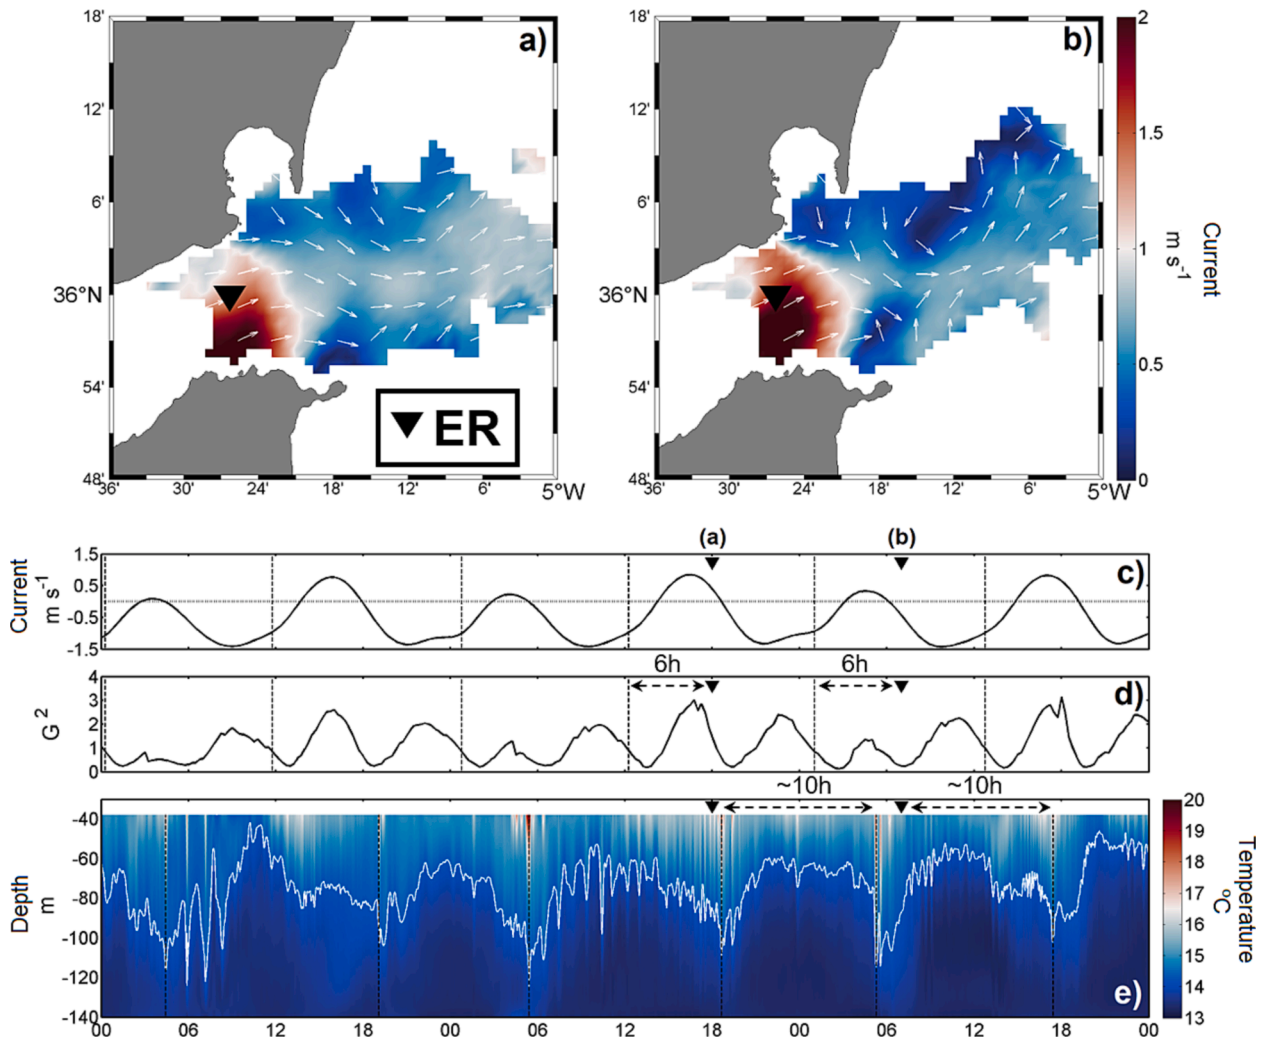 18'
12'
6'
36°N
54'
48'
36'
30'
24'
18'
12'
6'
5°W
a)
▼ ER
18'
12'
6'
36°N
54'
48'
36'
30'
24'
18'
12'
6'
5°W
b)
2
1.5
1
0.5
0
Current
m s-1
(a)
(b)
Current
m s-1
1.5
0.5
-0.5
-1.5
c)
6h
6h
G 2
4
3
2
1
0
d)
~10h
~10h
Depth
m
-40
-60
-80
-100
-120
-140
e)
00
06
12
18
00
06
12
18
00
06
12
18
00
20
19
18
17
16
15
14
13
Temperature
ºC